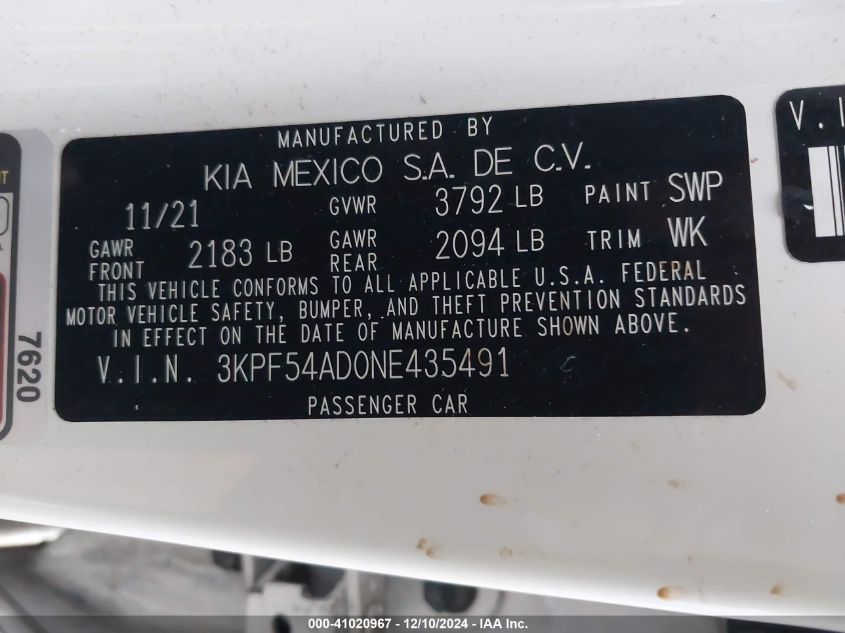 MANUFACTURED BY
KIA MEXICO S.A. DE C.V.
11/21 GVWR 3792 LB PAINT SWP
GAWR FRONT 2183 LB GAWR REAR 2094 LB TRIM WK
THIS VEHICLE CONFORMS TO ALL APPLICABLE U.S.A. FEDERAL
MOTOR VEHICLE SAFETY, BUMPER, AND THEFT PREVENTION STANDARDS
IN EFFECT ON THE DATE OF MANUFACTURE SHOWN ABOVE.
V.I.N. 3KPF54AD0NE435491
PASSENGER CAR
7620
V.I
000-41020967 - 12/10/2024 - IAA Inc.